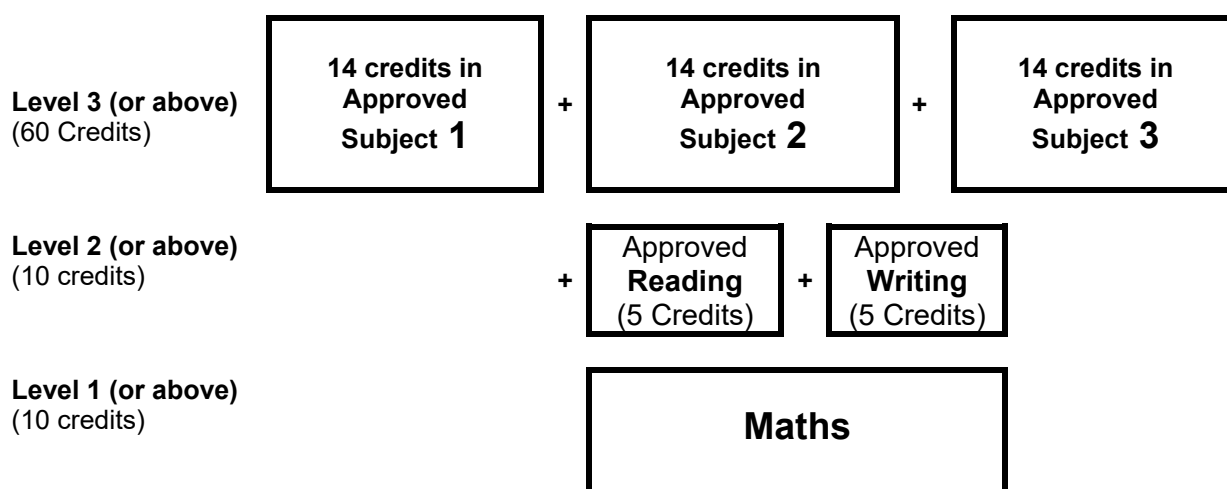 Level 3 (or above)
(60 Credits)
14 credits in
Approved
Subject 1
+
14 credits in
Approved
Subject 2
+
14 credits in
Approved
Subject 3
Level 2 (or above)
(10 credits)
+
Approved
Reading
(5 Credits)
+
Approved
Writing
(5 Credits)
Level 1 (or above)
(10 credits)
Maths